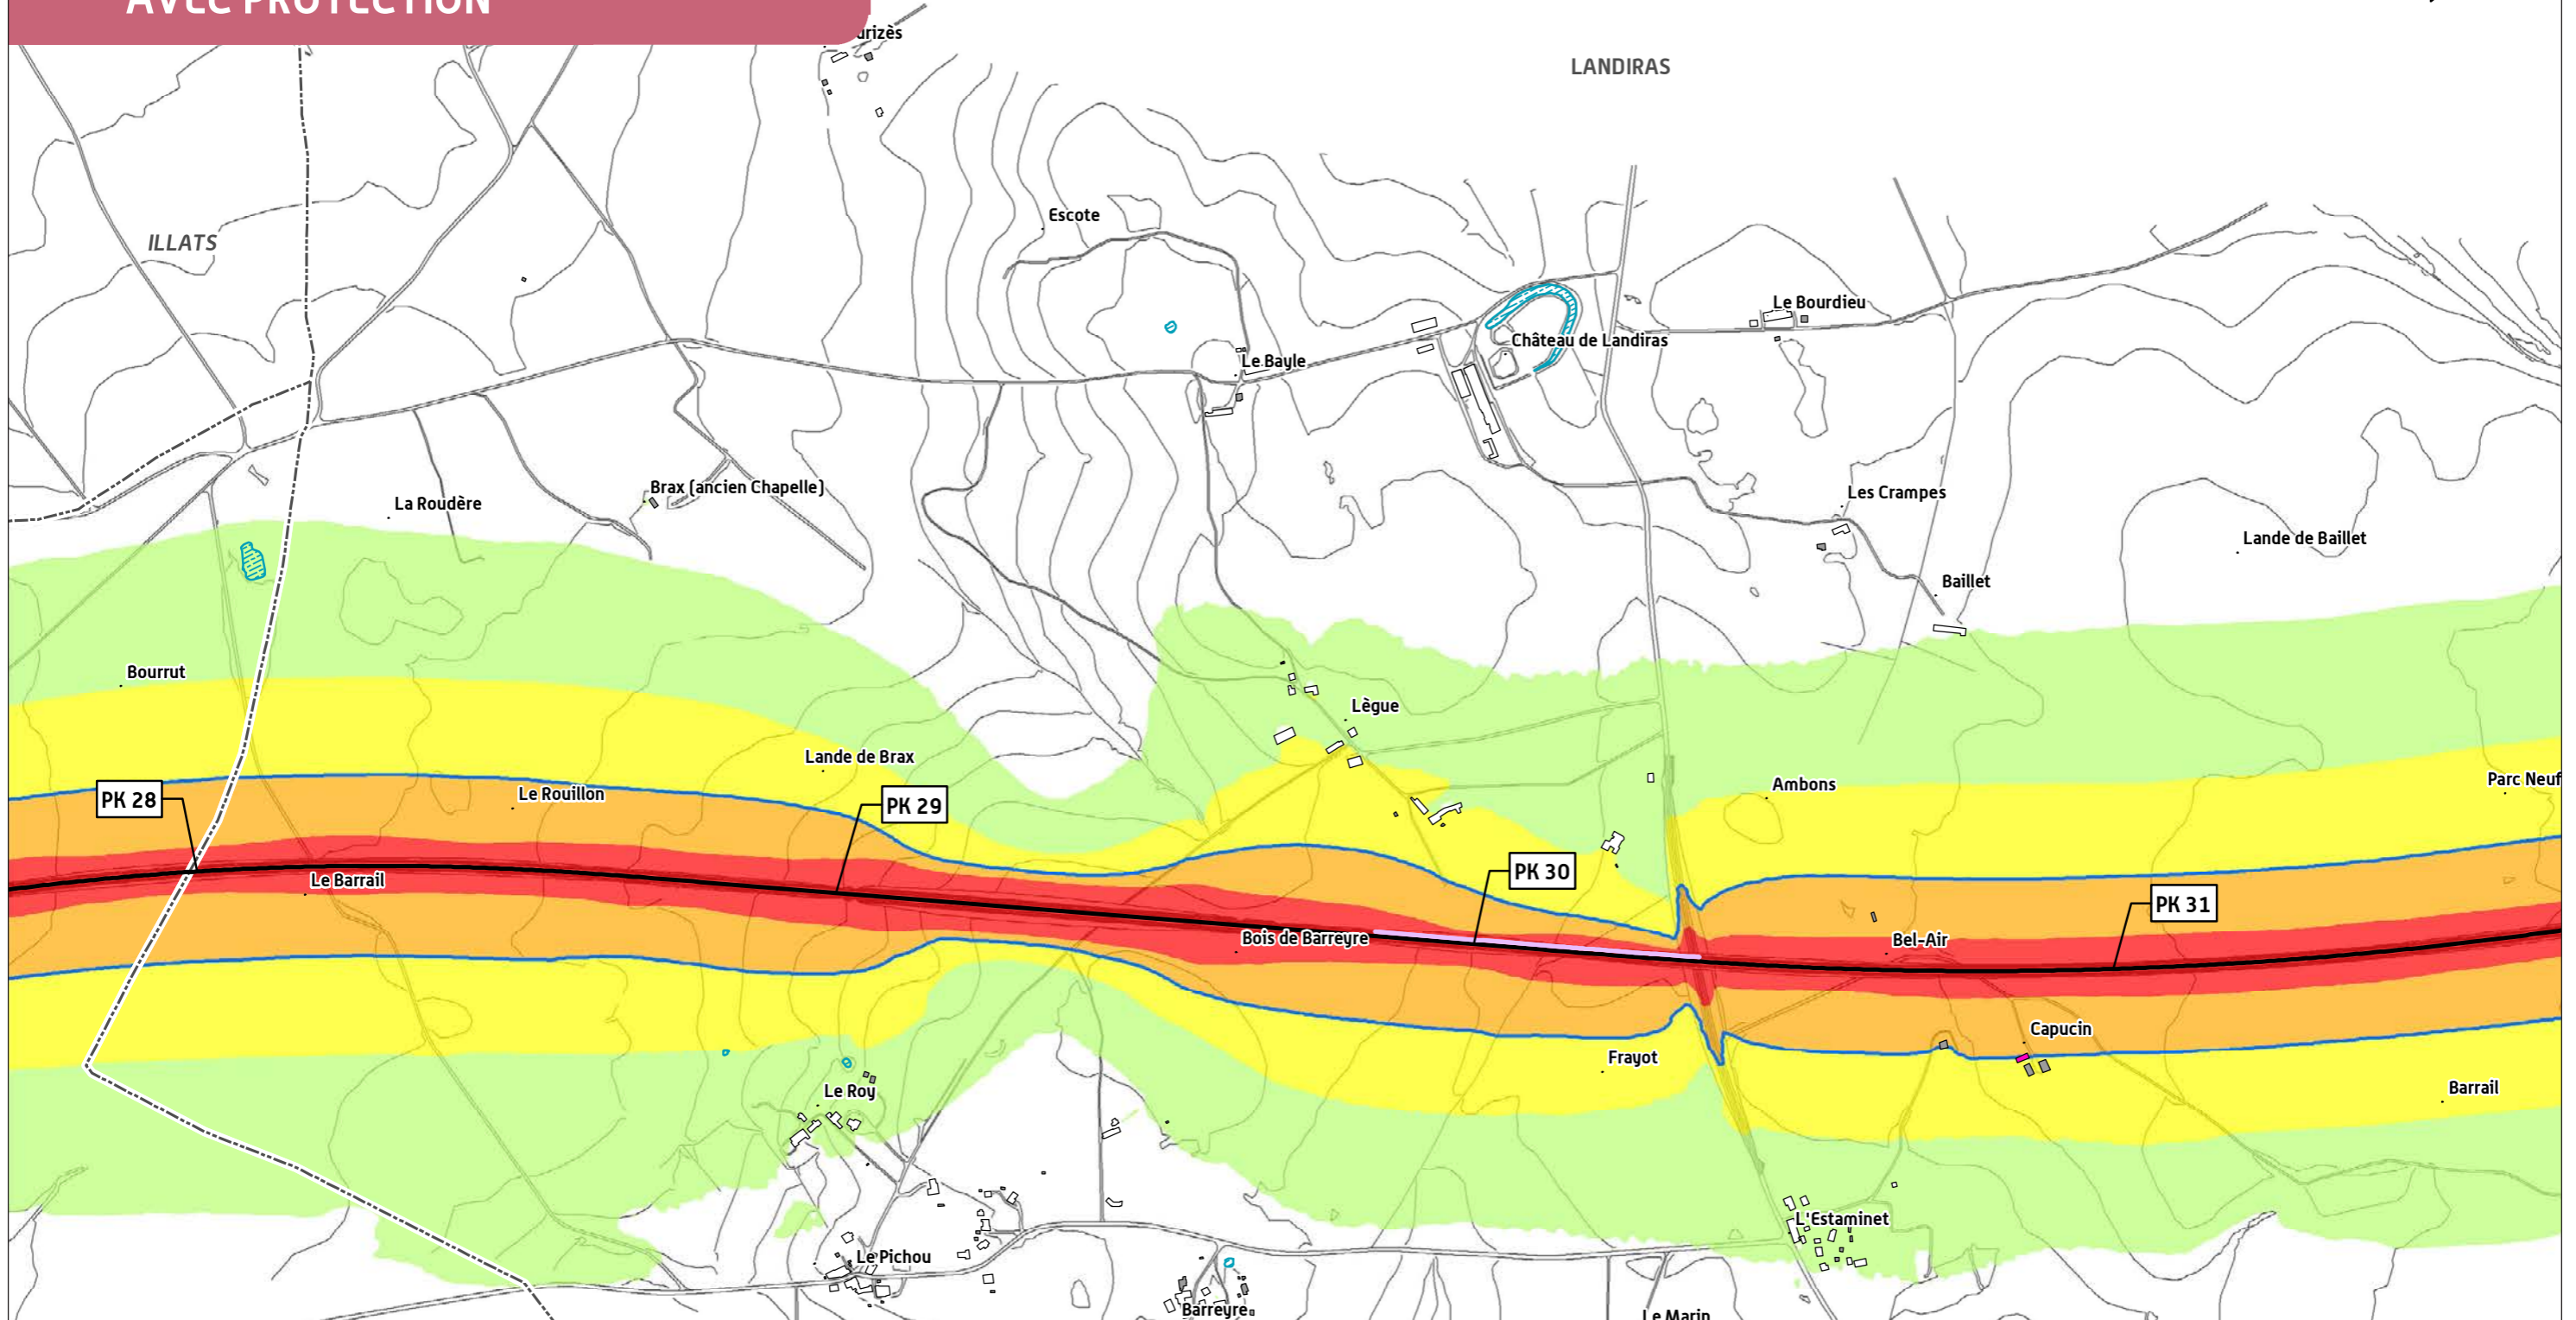 AVEC PROTECTION
LANDIRAS
Escote
ILLATS
Le Bourdieu
Château de Landiras
Le Bayle
Brax (ancien Chapelle)
La Roudère
Les Crampes
Lande de Baillet
Baillet
Bourrut
Lègue
Lande de Brax
Le Rouillon
Ambons
Parc Neuf
PK 28
PK 29
PK 30
PK 31
Le Barrail
Bois de Barreyre
Bel-Air
Capucin
Frayot
Le Roy
Barrail
L'Estaminet
Le Pichou
Barreyre
Le Marin